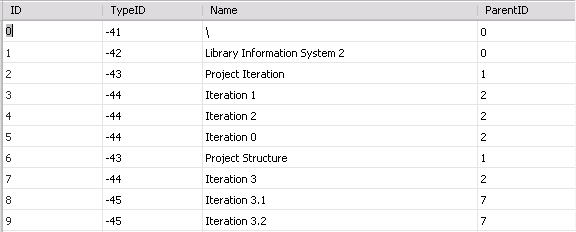 ID TypeID Name ParentID
0 -41 \ 0
1 -42 Library Information System 2 0
2 -43 Project Iteration 1
3 -44 Iteration 1 2
4 -44 Iteration 2 2
5 -44 Iteration 0 2
6 -43 Project Structure 1
7 -44 Iteration 3 2
8 -45 Iteration 3.1 7
9 -45 Iteration 3.2 7